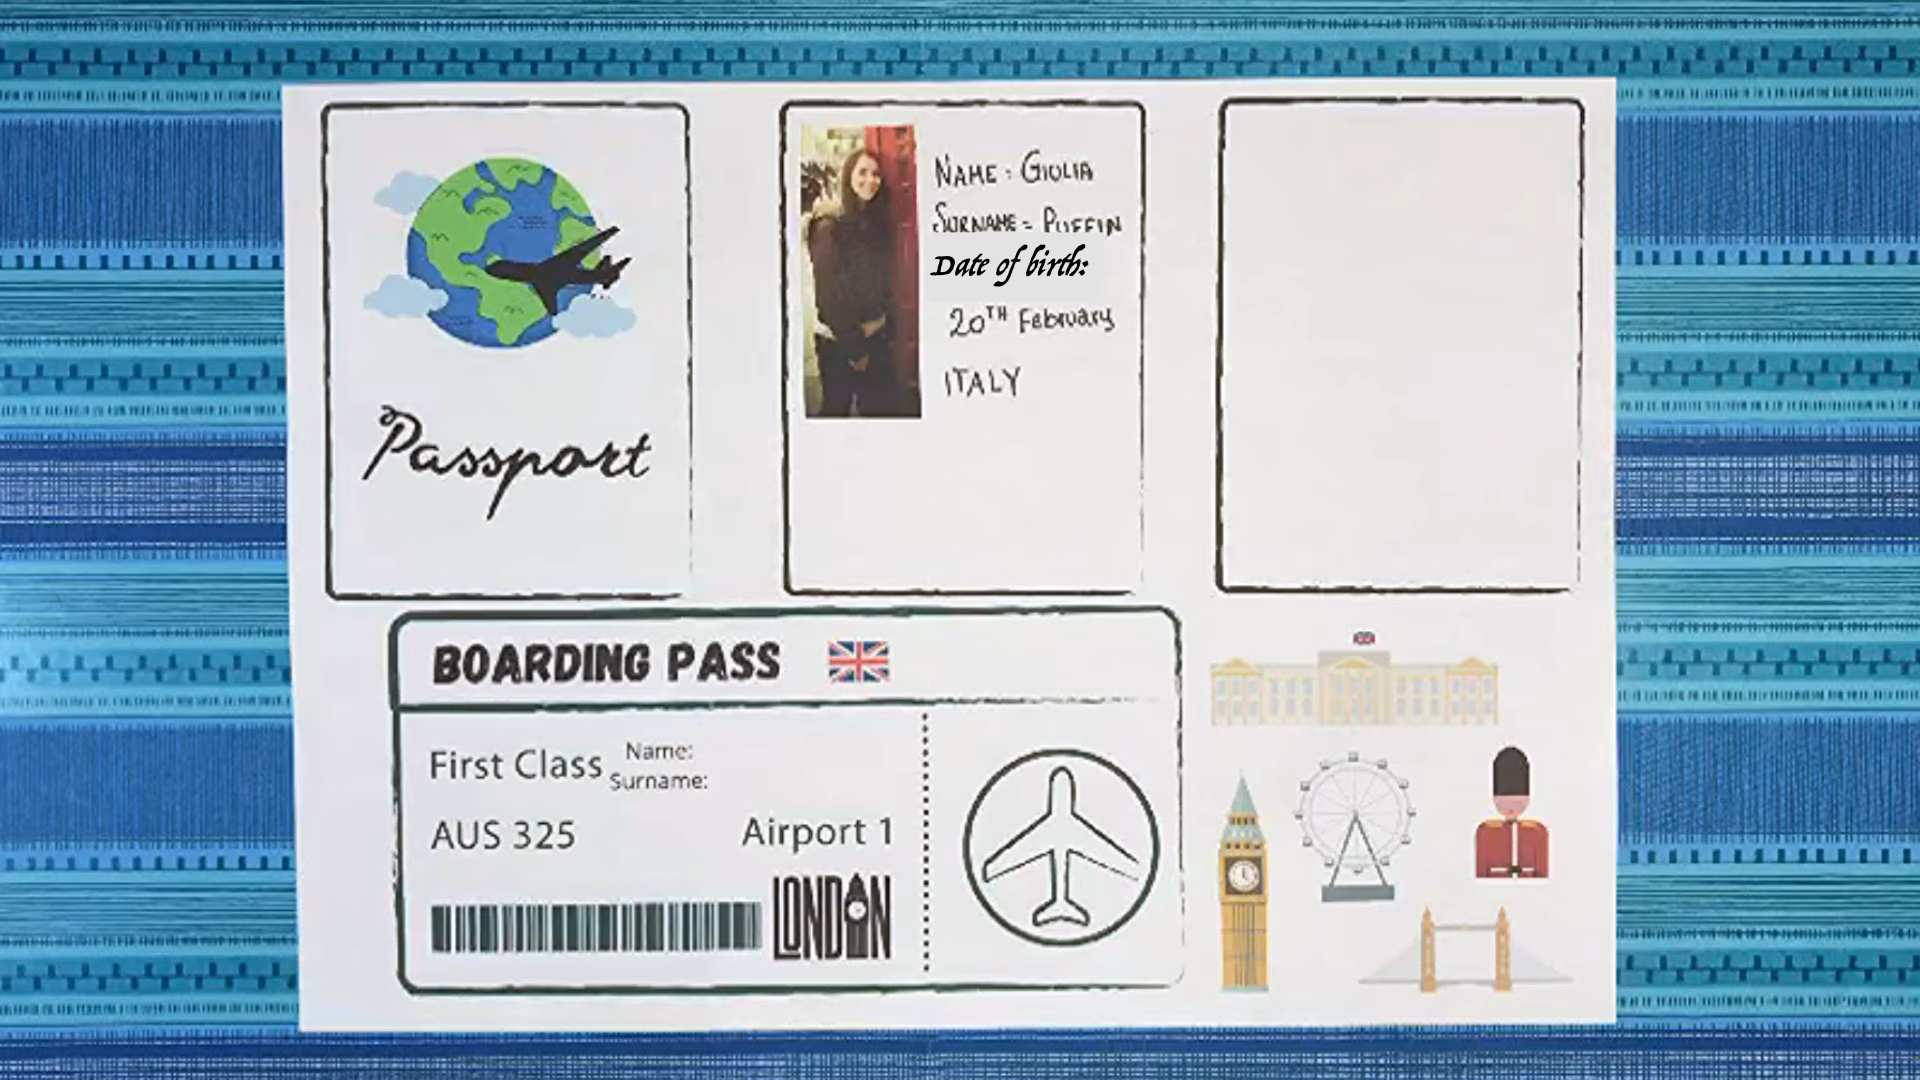 Passport
NAME: GIULIA
SURNAME- PUFFIN
Date of birth:
20TH February
ITALY
BOARDING PASS
First Class
Name:
Surname:
AUS 325
Airport 1
LONDON